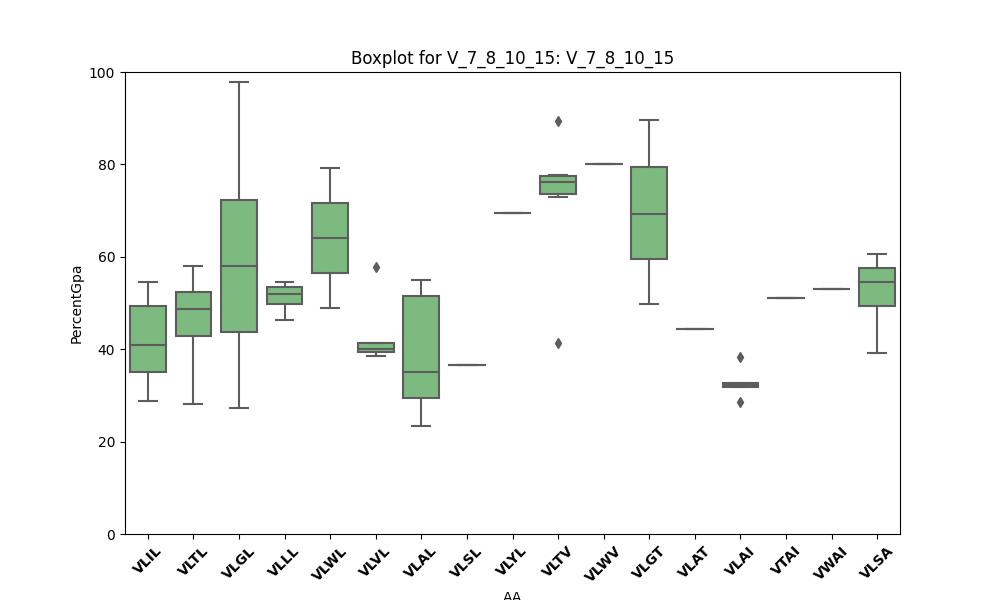 Boxplot for V_7_8_10_15: V_7_8_10_15
PercentGpa
100
80
60
40
20
0
VLIL VLTL VLGL VLLL VLWL VLVL VLAL VLSL VLYL VLTV VLWV VLGT VLAT VLAI VTAI VWAI VLSA
AA